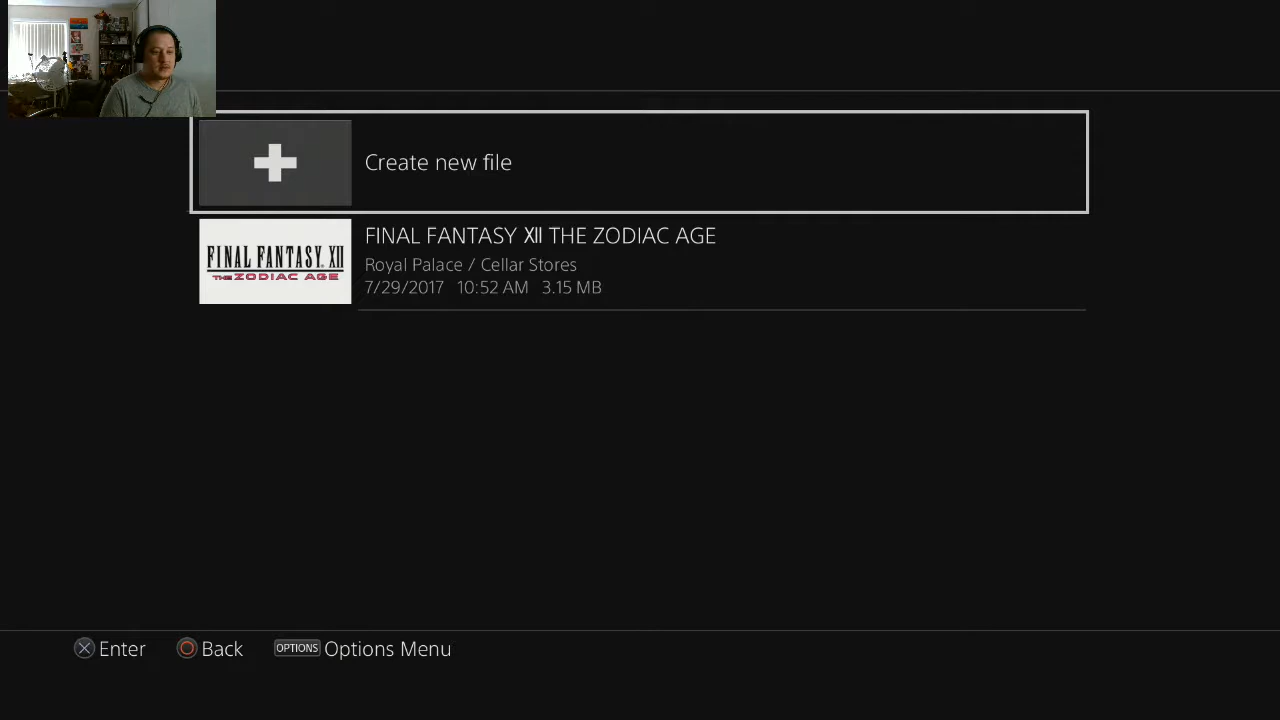 Create new file
FINAL FANTASY XII
THE ZODIAC AGE
FINAL FANTASY XII THE ZODIAC AGE
Royal Palace / Cellar Stores
7/29/2017 10:52 AM 3.15 MB
Enter Back OPTIONS Options Menu